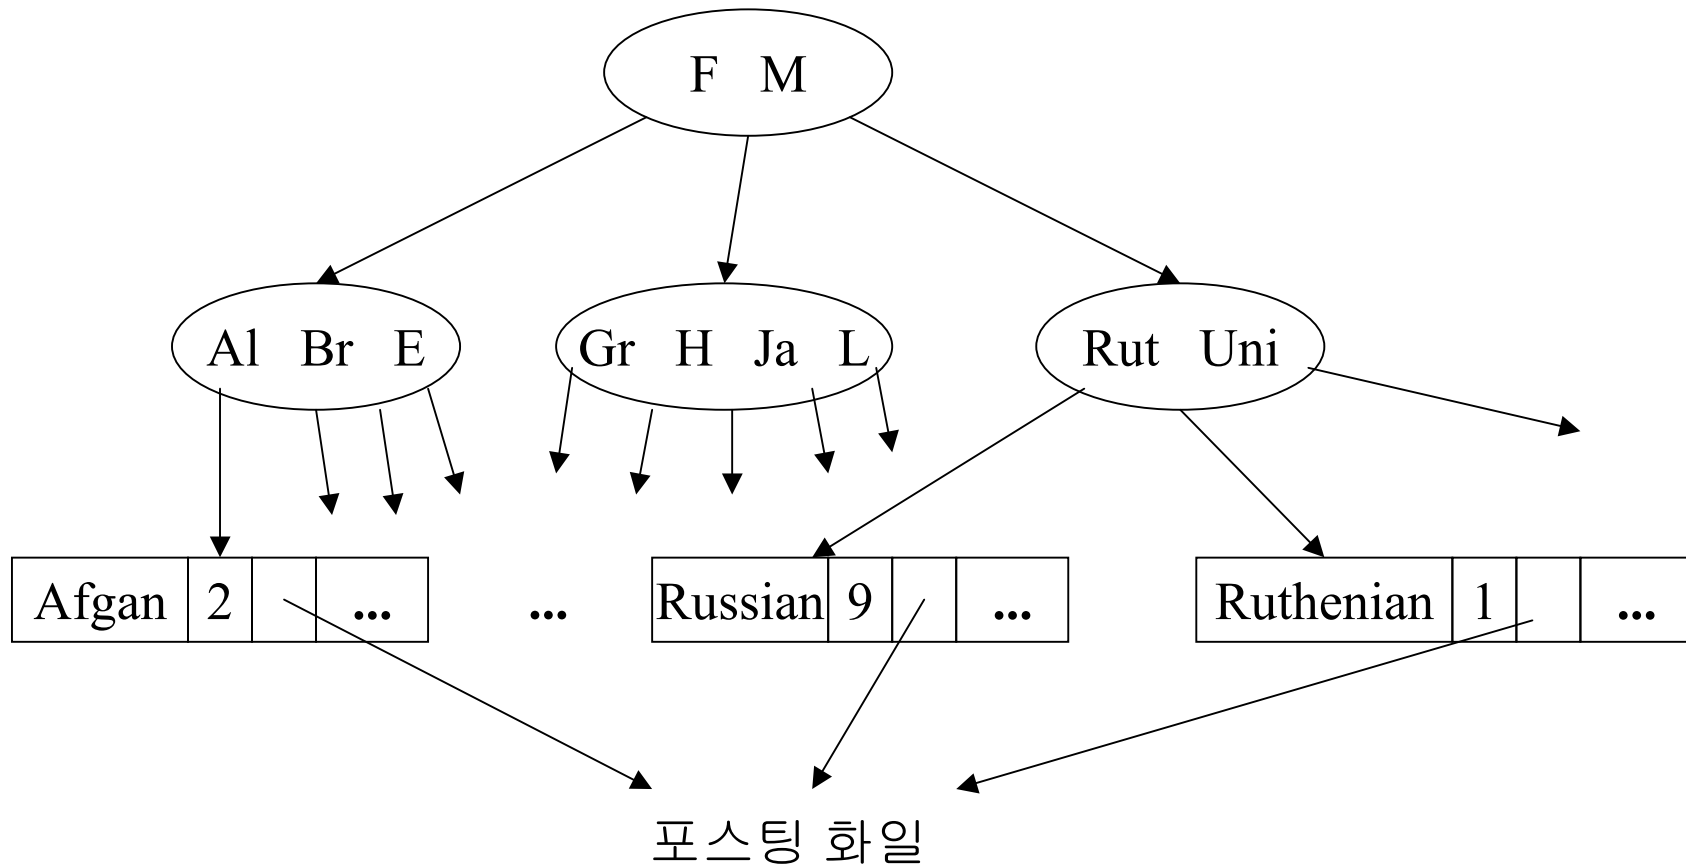 F M
Al Br E Gr H Ja L Rut Uni
Afgan 2 ... ... Russian 9 ... Ruthenian 1 ...
포스팅 화일